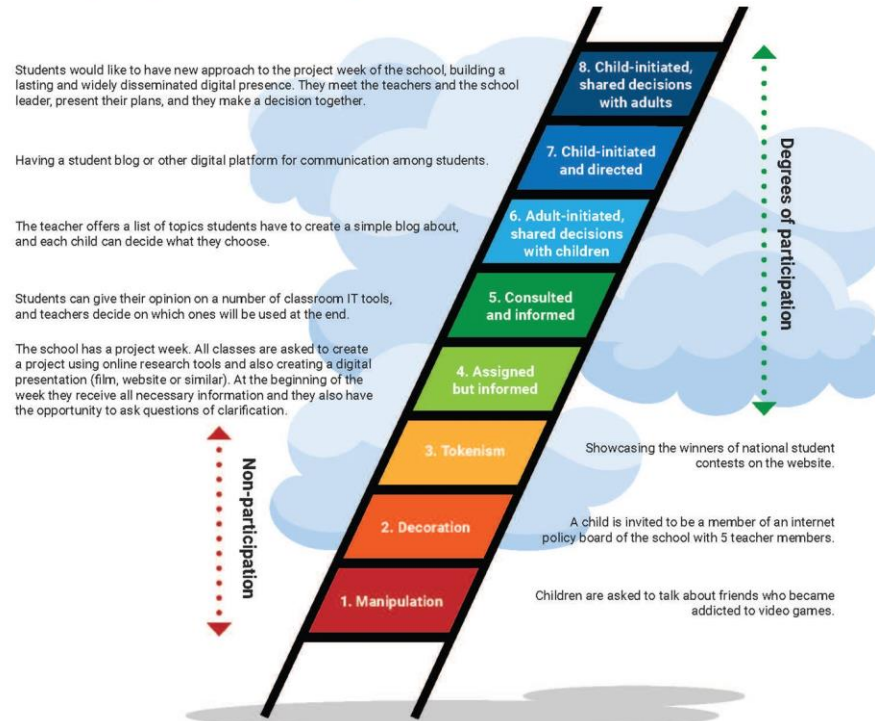 Students would like to have new approach to the project week of the school, building a
lasting and widely disseminated digital presence. They meet the teachers and the school
leader, present their plans, and they make a decision together.
8. Child-initiated,
shared decisions
with adults
Having a student blog or other digital platform for communication among students.
7. Child-initiated
and directed
The teacher offers a list of topics students have to create a simple blog about,
and each child can decide what they choose.
6. Adult-initiated,
shared decisions
with children
Students can give their opinion on a number of classroom IT tools,
and teachers decide on which ones will be used at the end.
5. Consulted
and informed
The school has a project week. All classes are asked to create
a project using online research tools and also creating a digital
presentation (film, website or similar). At the beginning of the
week they receive all necessary information and they also have
the opportunity to ask questions of clarification.
4. Assigned
but informed
Degrees of participation
3. Tokenism
Showcasing the winners of national student
contests on the website.
2. Decoration
A child is invited to be a member of an internet
policy board of the school with 5 teacher members.
1. Manipulation
Children are asked to talk about friends who became
addicted to video games.
Non-participation